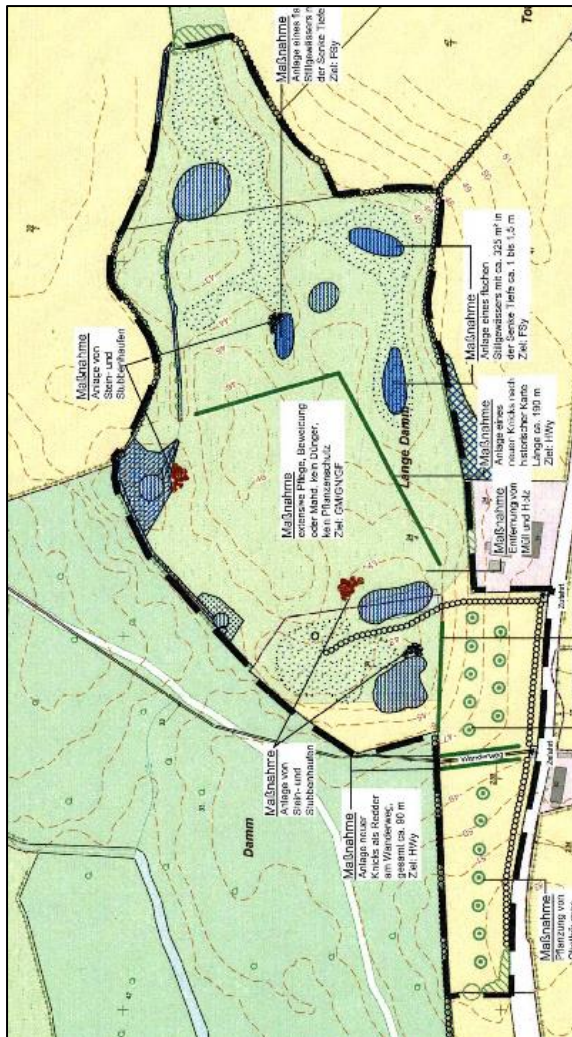 Maßnahme
Anlage eines
Stillgewässers
der Senke Tiefe
Ziel: FSy
Maßnahme
Anlage von
Stein- und
Stubbenhaufen
Maßnahme
extensive Pflege, Beweidung
oder Mahd, kein Dünger,
kein Pflanzenschutz
Ziel: GM/GN/GF
Lange Damm
Maßnahme
Anlage eines flachen
Stillgewässers mit ca. 325 m² in
der Senke Tiefe ca. 1 bis 1,5 m
Ziel: FSy
Maßnahme
Anlage eines
neuen Knicks nach
historischer Karte
Länge ca. 190 m
Ziel: HWy
Maßnahme
Entfernung von
Müll und Holz
Maßnahme
Anlage von
Stein- und
Stubbenhaufen
Maßnahme
Anlage neuer
Knicks als Redder
am Wanderweg,
gesamt ca. 90 m
Ziel: HWy
Damm
Wanderweg
Zufahrt
Zufahrt
Maßnahme
Pflanzung von